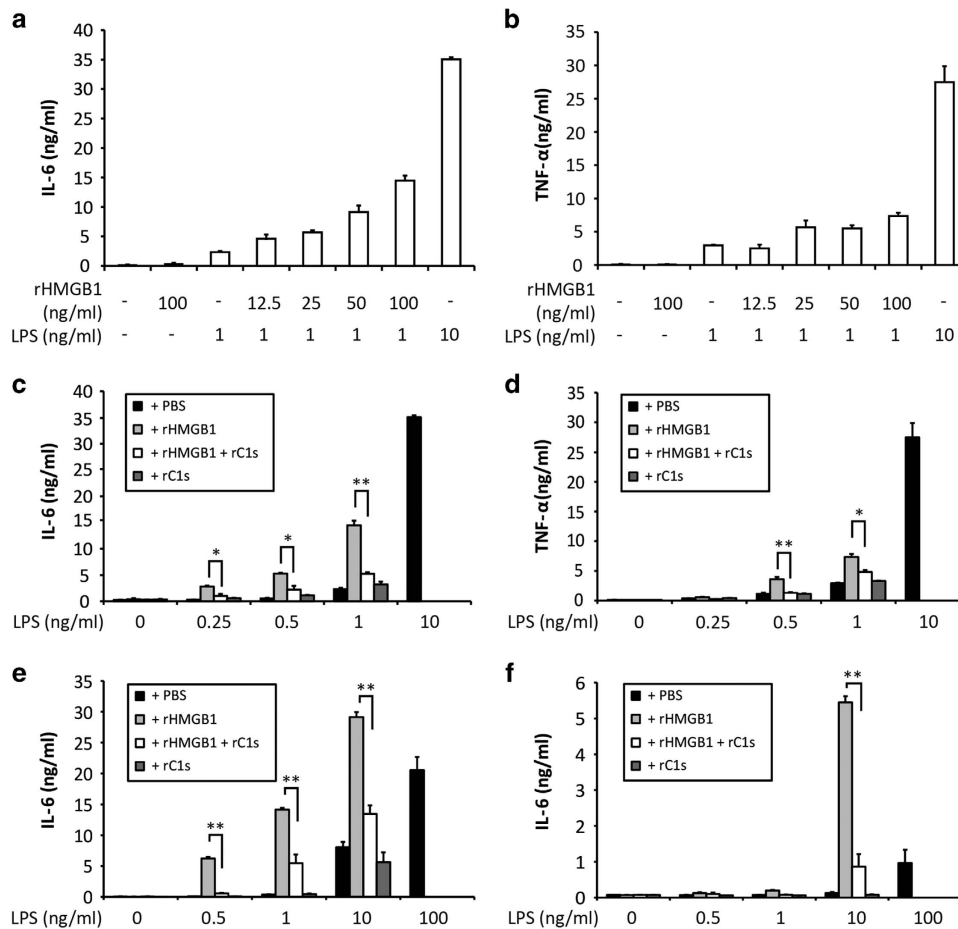 a
IL-6 (ng/ml)
40
35
30
25
20
15
10
5
0
rHMGB1 (ng/ml)
- 100 - 12.5 25 50 100 -
LPS (ng/ml) - - 1 1 1 1 1 10
b
TNF-α(ng/ml)
35
30
25
20
15
10
5
0
rHMGB1 (ng/ml)
- 100 - 12.5 25 50 100 -
LPS (ng/ml) - - 1 1 1 1 1 10
c
IL-6 (ng/ml)
40
35
30
25
20
15
10
5
0
+ PBS
+ rHMGB1
+ rHMGB1 + rC1s
+ rC1s
* * **
LPS (ng/ml) 0 0.25 0.5 1 10
d
TNF-α(ng/ml)
35
30
25
20
15
10
5
0
+ PBS
+ rHMGB1
+ rHMGB1 + rC1s
+ rC1s
** *
LPS (ng/ml) 0 0.25 0.5 1 10
e
IL-6 (ng/ml)
35
30
25
20
15
10
5
0
+ PBS
+ rHMGB1
+ rHMGB1 + rC1s
+ rC1s
** ** **
LPS (ng/ml) 0 0.5 1 10 100
f
IL-6 (ng/ml)
6
5
4
3
2
1
0
+ PBS
+ rHMGB1
+ rHMGB1 + rC1s
+ rC1s
**
LPS (ng/ml) 0 0.5 1 10 100